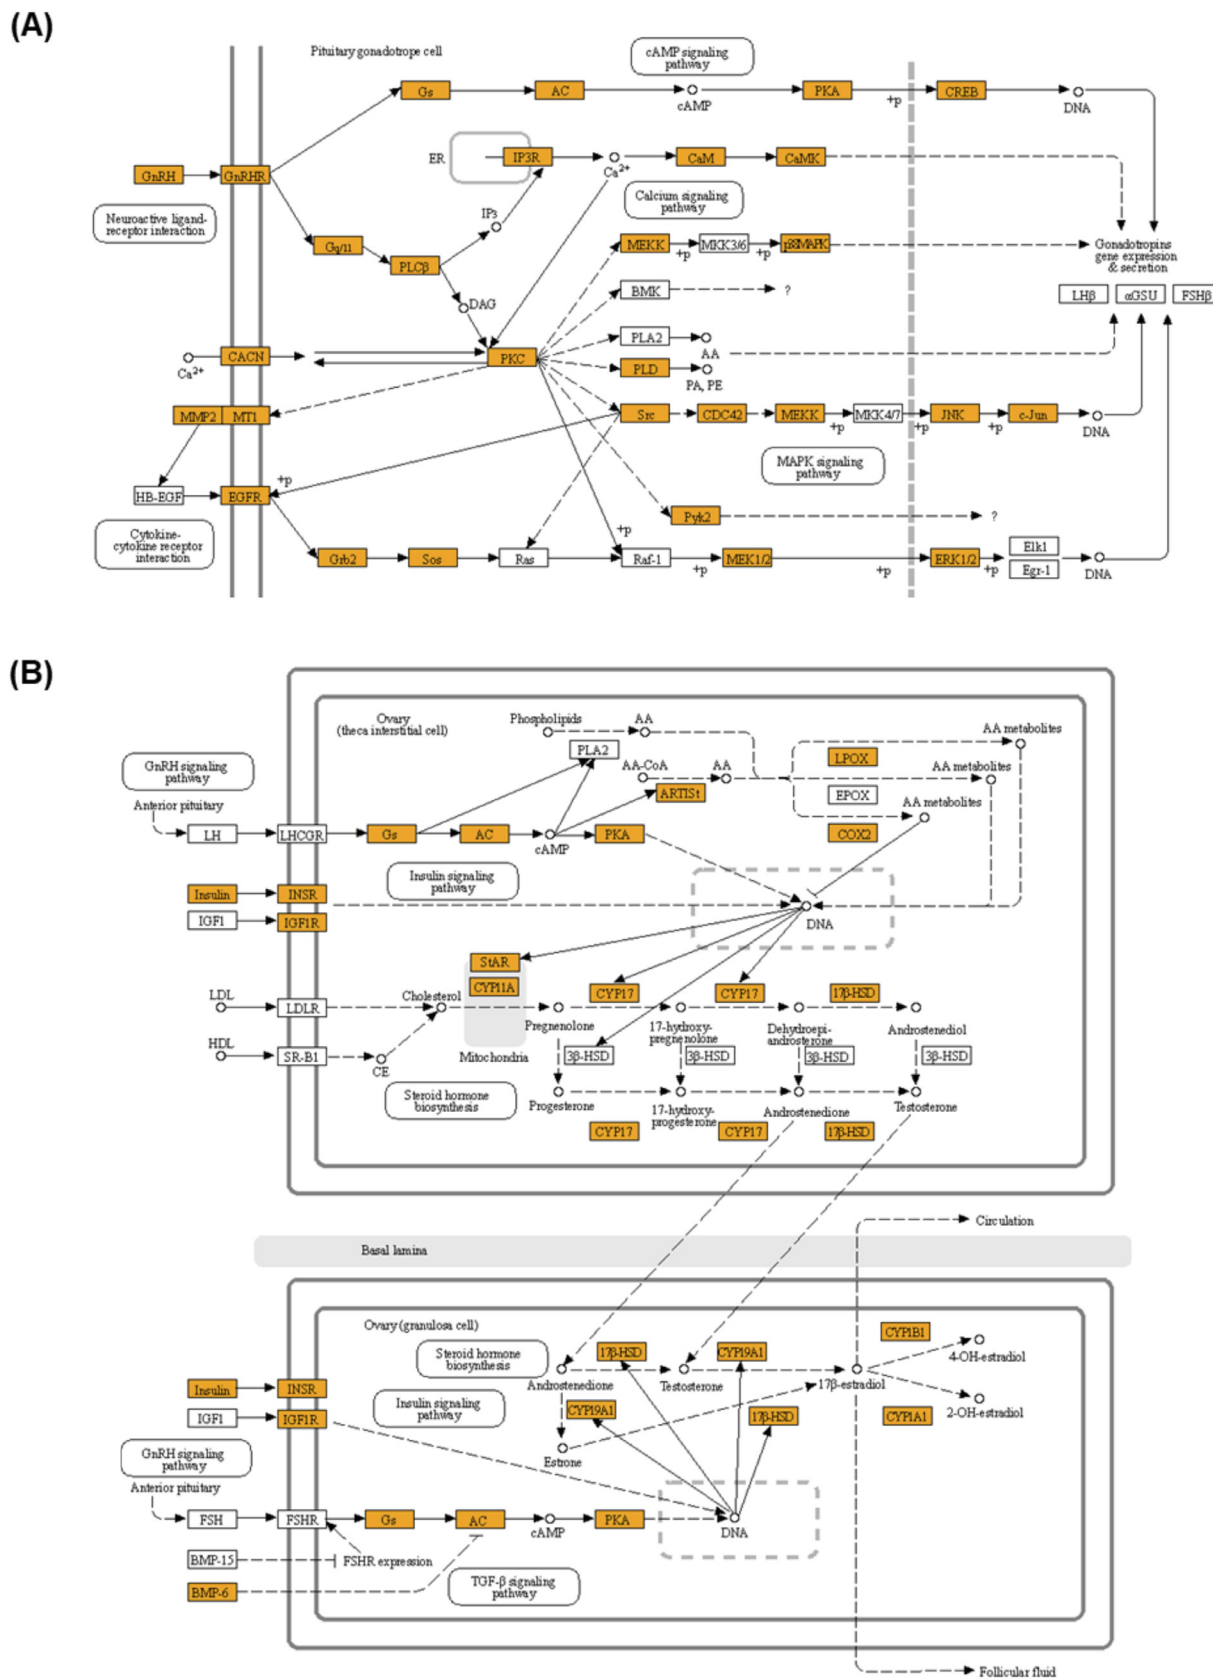 (A)
Pituitary gonadotrope cell
cAMP signaling
pathway
Gs
AC
cAMP
PKA
+p
CREB
DNA
ER
IP3R
Ca2+
CaM
CaMK
GnRH
GnRHR
Calcium signaling
pathway
Neuroactive ligand-
receptor interaction
IP3
Gq/11
PLCβ
MEKK
+p
MKK3/6
+p
p38MAPK
Gonadotropins
gene expression
& secretion
DAG
BMK
?
LHβ
αGSU
FSHβ
PLA2
AA
Ca2+
CACN
PKC
PLD
PA, PE
MMP2
MT1
Src
CDC42
MEKK
+p
MKK4/7
+p
JNK
+p
c-Jun
DNA
MAPK signaling
pathway
+p
HB-EGF
EGFR
Pyk2
?
Cytokine-
cytokine receptor
interaction
+p
Grb2
Sos
Ras
Raf-1
+p
MEK1/2
+p
ERK1/2
+p
Elk1
Egr-1
DNA
(B)
Ovary
(theca interstitial cell)
Phospholipids
AA
AA metabolites
PLA2
LPOX
GnRH signaling
pathway
AA-CoA
AA
AA metabolites
ARTISt
EPOX
AA metabolites
Anterior pituitary
LH
LHCGR
Gs
AC
cAMP
PKA
COX2
Insulin signaling
pathway
Insulin
INSR
IGF1
IGF1R
DNA
StAR
CYP11A
CYP17
CYP17
17β-HSD
LDL
LDLR
Cholesterol
Pregnenolone
17-hydroxy-
pregnenolone
Dehydroepi-
androsterone
Androstenediol
HDL
SR-B1
CE
Mitochondria
3β-HSD
3β-HSD
3β-HSD
3β-HSD
Steroid hormone
biosynthesis
Progesterone
17-hydroxy-
progesterone
Androstenedione
Testosterone
CYP17
CYP17
17β-HSD
Circulation
Basal lamina
Ovary (granulosa cell)
Steroid hormone
biosynthesis
17β-HSD
CYP19A1
CYP1B1
4-OH-estradiol
Androstenedione
Testosterone
17β-estradiol
Insulin
INSR
Insulin signaling
pathway
CYP19A1
17β-HSD
CYP1A1
2-OH-estradiol
IGF1
IGF1R
GnRH signaling
pathway
Estrone
Anterior pituitary
FSH
FSHR
Gs
AC
cAMP
PKA
DNA
BMP-15
FSHR expression
BMP-6
TGF-β signaling
pathway
Follicular fluid